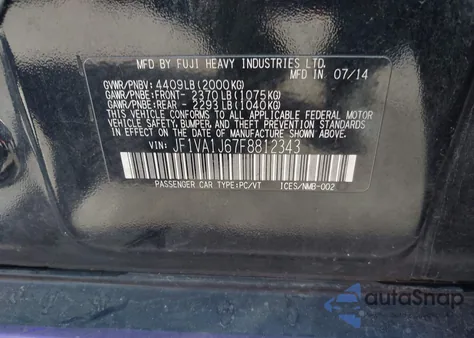 MFD BY FUJI HEAVY INDUSTRIES LTD.
MFD IN 07/14
GVWR/PNBV: 4409LB(2000KG)
GAWR/PNBE:FRONT- 2370LB(1075KG)
GAWR/PNBE:REAR - 2293LB(1040KG)
THIS VEHICLE CONFORMS TO ALL APPLICABLE FEDERAL MOTOR
VEHICLE SAFETY, BUMPER, AND THEFT PREVENTION STANDARDS
IN EFFECT ON THE DATE OF MANUFACTURE SHOWN ABOVE.
VIN: JF1VA1J67F8812343
PASSENGER CAR TYPE:PC/VT ICES/NMB-002
autoSnap